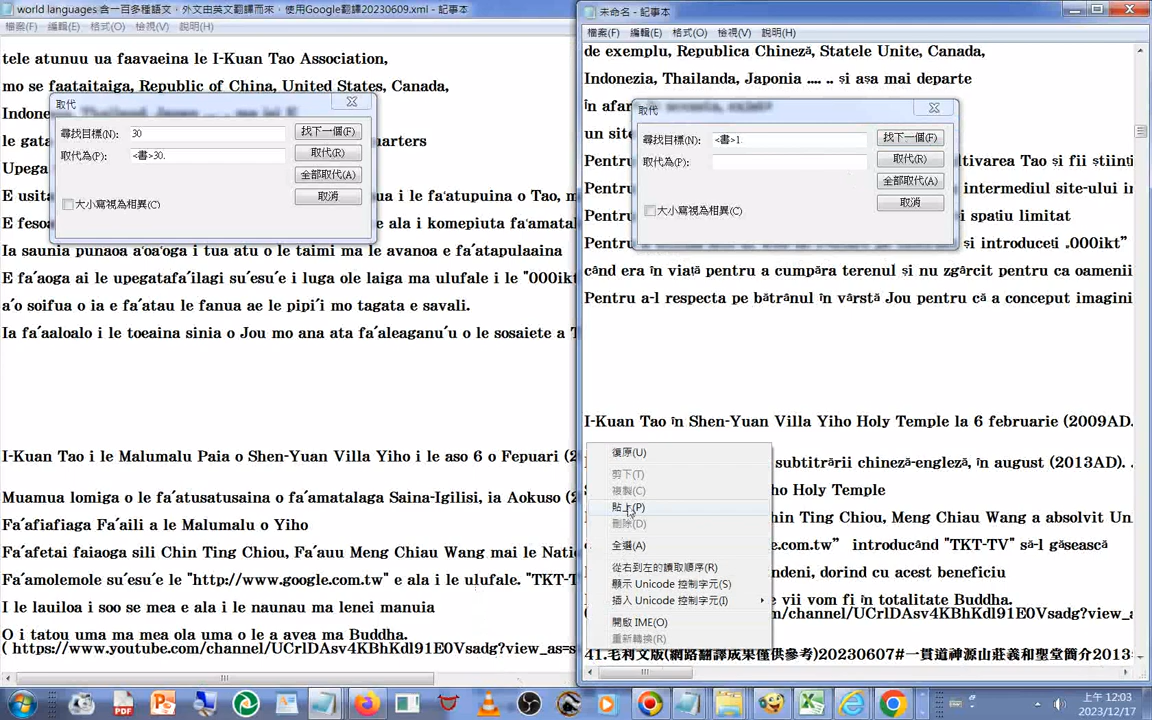 world languages 含一百多種語文，外文由英文翻譯而來，使用Google翻譯20230609.xml - 記事本
檔案(F) 編輯(E) 格式(O) 檢視(V) 說明(H)
tele atunuu ua faavaeina le I-Kuan Tao Association,
mo se faataitaiga, Republic of China, United States, Canada,
Indone
le gata
arters
Upega
E usita
ua i le fa'atupuina o Tao, m
E fesoa
e ala i komepiuta fa'amatal
Ia saunia punaoa a'oa'oga i tua atu o le taimi ma le avanoa e fa'atapulaaina
E fa'aoga ai le upegatafa'ilagi su'esu'e i luga ole laiga ma ulufale i le "000ikt
a'o soifua o ia e fa'atau le fanua ae le pipi'i mo tagata e savali.
Ia fa'aaloalo i le toeaina sinia o Jou mo ana ata fa'aleaganu'u o le sosaiete a T
I-Kuan Tao i le Malumalu Paia o Shen-Yuan Villa Yiho i le aso 6 o Fepuari (2
Muamua lomiga o le fa'atusatusaina o fa'amatalaga Saina-Igilisi, ia Aokuso (2
Fa'afiafiaga Fa'aili a le Malumalu o Yiho
Fa'afetai faiaoga sili Chin Ting Chiou, Fa'auu Meng Chiau Wang mai le Nati
Fa'amolemole su'esu'e le "http://www.google.com.tw" e ala i le ulufale. "TKT-T
I le lauiloa i soo se mea e ala i le naunau ma lenei manuia
O i tatou uma ma mea ola uma o le a avea ma Buddha.
( https://www.youtube.com/channel/UCrlDAsv4KBhKdl91E0Vsadg?view_as=s
取代
尋找目標(N): 30
取代為(P): <書>30.
大小寫視為相異(C)
找下一個(F)
取代(R)
全部取代(A)
取消
未命名 - 記事本
檔案(F) 編輯(E) 格式(O) 檢視(V) 說明(H)
de exemplu, Republica Chineză, Statele Unite, Canada,
Indonezia, Thailanda, Japonia .... .. și așa mai departe
în afar
un site
Pentru
ltivarea Tao și fii științi
Pentru
intermediul site-ului in
Pentru
i spațiu limitat
Pentru
și introduceți .000ikt”
când era în viață pentru a cumpăra terenul și nu zgârcit pentru ca oamenii
Pentru a-l respecta pe bătrânul în vârstă Jou pentru că a conceput imagini
I-Kuan Tao în Shen-Yuan Villa Yiho Holy Temple la 6 februarie (2009AD.
subtitrării chineză-engleză, în august (2013AD). .
ho Holy Temple
hin Ting Chiou, Meng Chiau Wang a absolvit Un
e.com.tw” introducând "TKT-TV" să-l găsească
ndeni, dorind cu acest beneficiu
e vii vom fi în totalitate Buddha.
m/channel/UCrlDAsv4KBhKdl91E0Vsadg?view_a
41.毛利文版(網路翻譯成果僅供參考)20230607#一貫道神源山莊義和聖堂簡介2013
取代
尋找目標(N): <書>1.
取代為(P):
大小寫視為相異(C)
找下一個(F)
取代(R)
全部取代(A)
取消
復原(U)
剪下(T)
複製(C)
貼上(P)
刪除(D)
全選(A)
從右到左的讀取順序(R)
顯示 Unicode 控制字元(S)
插入 Unicode 控制字元(I)
開啟 IME(O)
重新轉換(R)
上午 12:03
2023/12/17